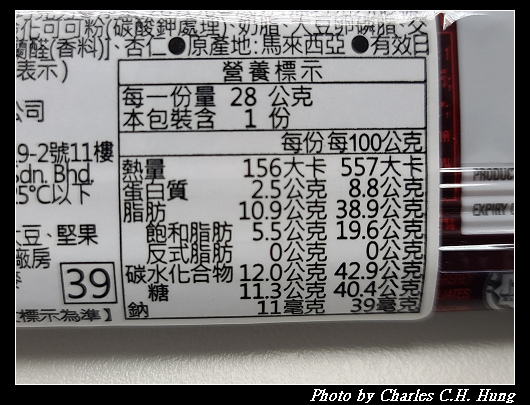 化可可粉(碳酸鉀處理)、奶脂、大豆卵磷脂、
蘭醛(香料)]、杏仁●原產地:馬來西亞●有效日
表示)
公司
9-2號11樓
Sdn. Bhd.
25℃以下
大豆、堅果
廠房
39
標示為準】
營養標示
每一份量 28 公克
本包裝含 1 份
每份 每100公克
熱量 156大卡 557大卡
蛋白質 2.5公克 8.8公克
脂肪 10.9公克 38.9公克
飽和脂肪 5.5公克 19.6公克
反式脂肪 0公克 0公克
碳水化合物 12.0公克 42.9公克
糖 11.3公克 40.4公克
鈉 11毫克 39毫克
PRODUC
EXPIRY
Photo by Charles C.H. Hung